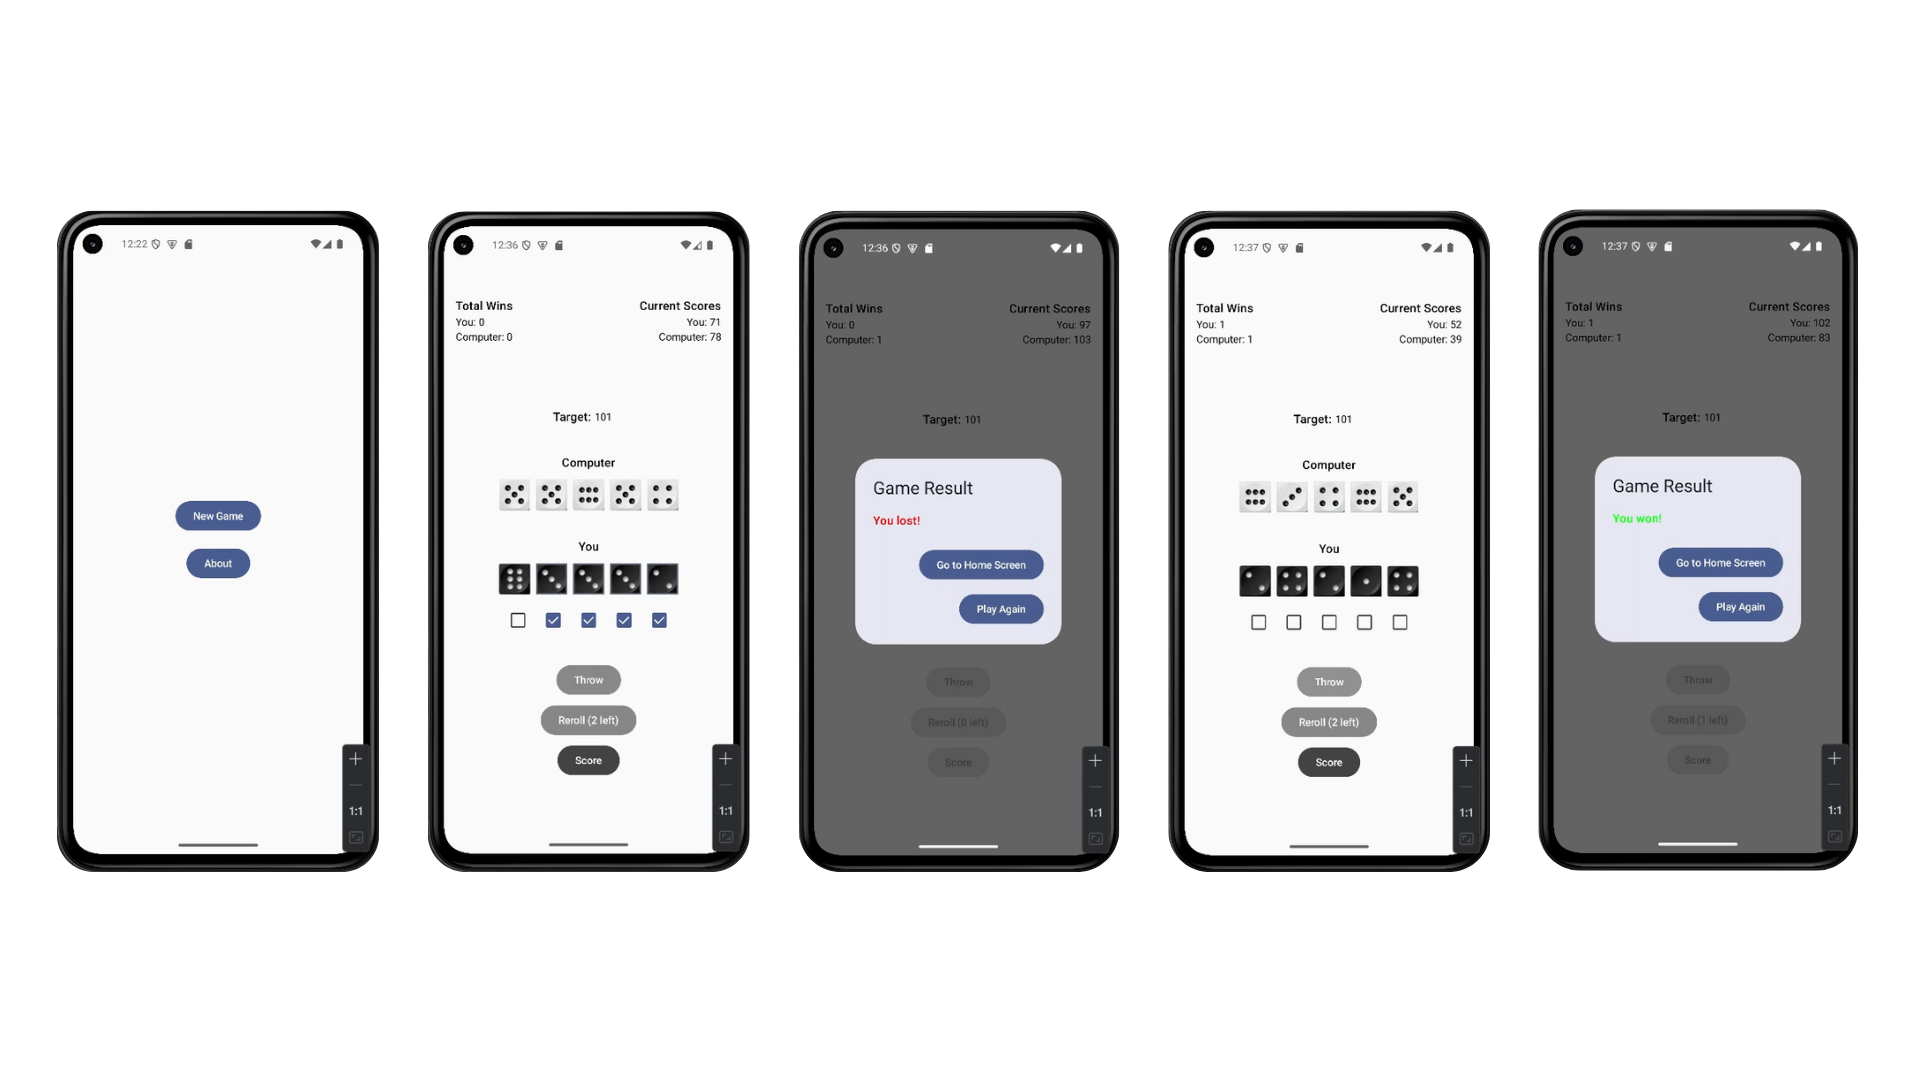 12:22
New Game
About
1:1
12:36
Total Wins
You: 0
Computer: 0
Current Scores
You: 71
Computer: 78
Target: 101
Computer
You
Throw
Reroll (2 left)
Score
1:1
12:36
Total Wins
You: 0
Computer: 1
Current Scores
You: 97
Computer: 103
Target: 101
Game Result
You lost!
Go to Home Screen
Play Again
Throw
Reroll (0 left)
Score
1:1
12:37
Total Wins
You: 1
Computer: 1
Current Scores
You: 52
Computer: 39
Target: 101
Computer
You
Throw
Reroll (2 left)
Score
1:1
12:37
Total Wins
You: 1
Computer: 1
Current Scores
You: 102
Computer: 83
Target: 101
Game Result
You won!
Go to Home Screen
Play Again
Throw
Reroll (1 left)
Score
1:1